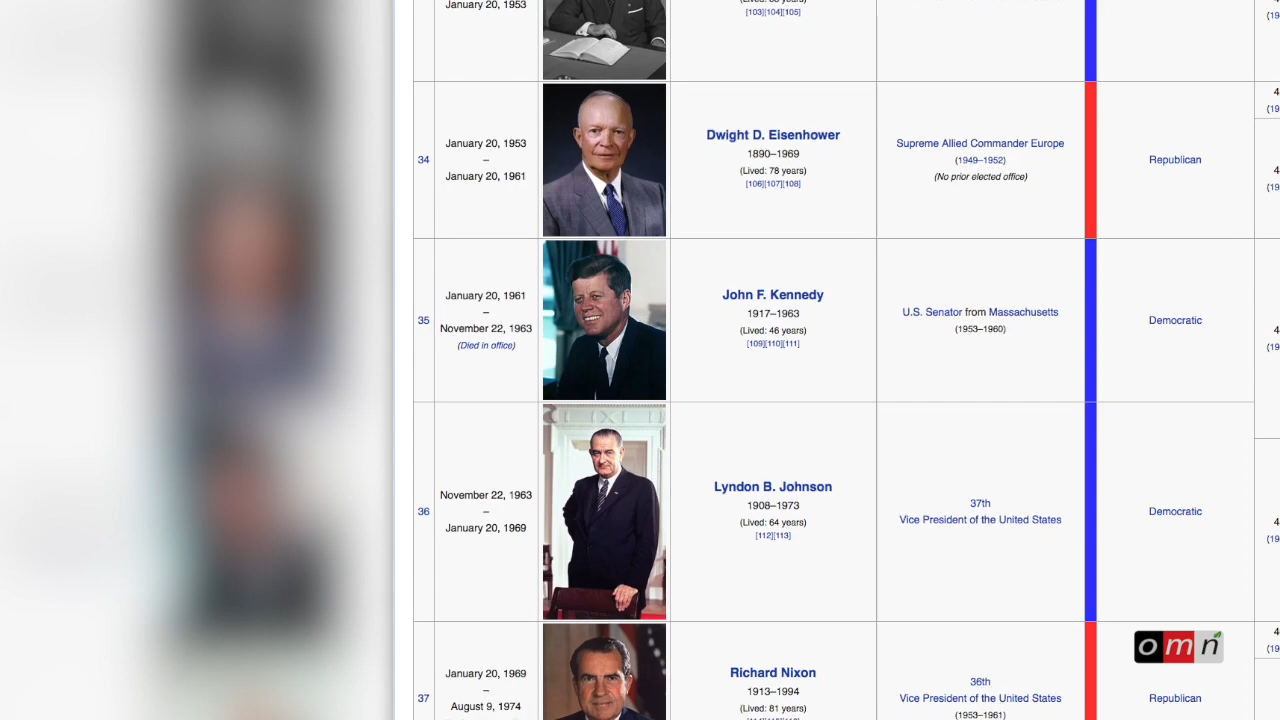 January 20, 1953
[103][104][105]
34
January 20, 1953
–
January 20, 1961
Dwight D. Eisenhower
1890–1969
(Lived: 78 years)
[106][107][108]
Supreme Allied Commander Europe
(1949–1952)
(No prior elected office)
Republican
35
January 20, 1961
–
November 22, 1963
(Died in office)
John F. Kennedy
1917–1963
(Lived: 46 years)
[109][110][111]
U.S. Senator from Massachusetts
(1953–1960)
Democratic
36
November 22, 1963
–
January 20, 1969
Lyndon B. Johnson
1908–1973
(Lived: 64 years)
[112][113]
37th
Vice President of the United States
Democratic
37
January 20, 1969
–
August 9, 1974
Richard Nixon
1913–1994
(Lived: 81 years)
36th
Vice President of the United States
(1953–1961)
Republican
omn